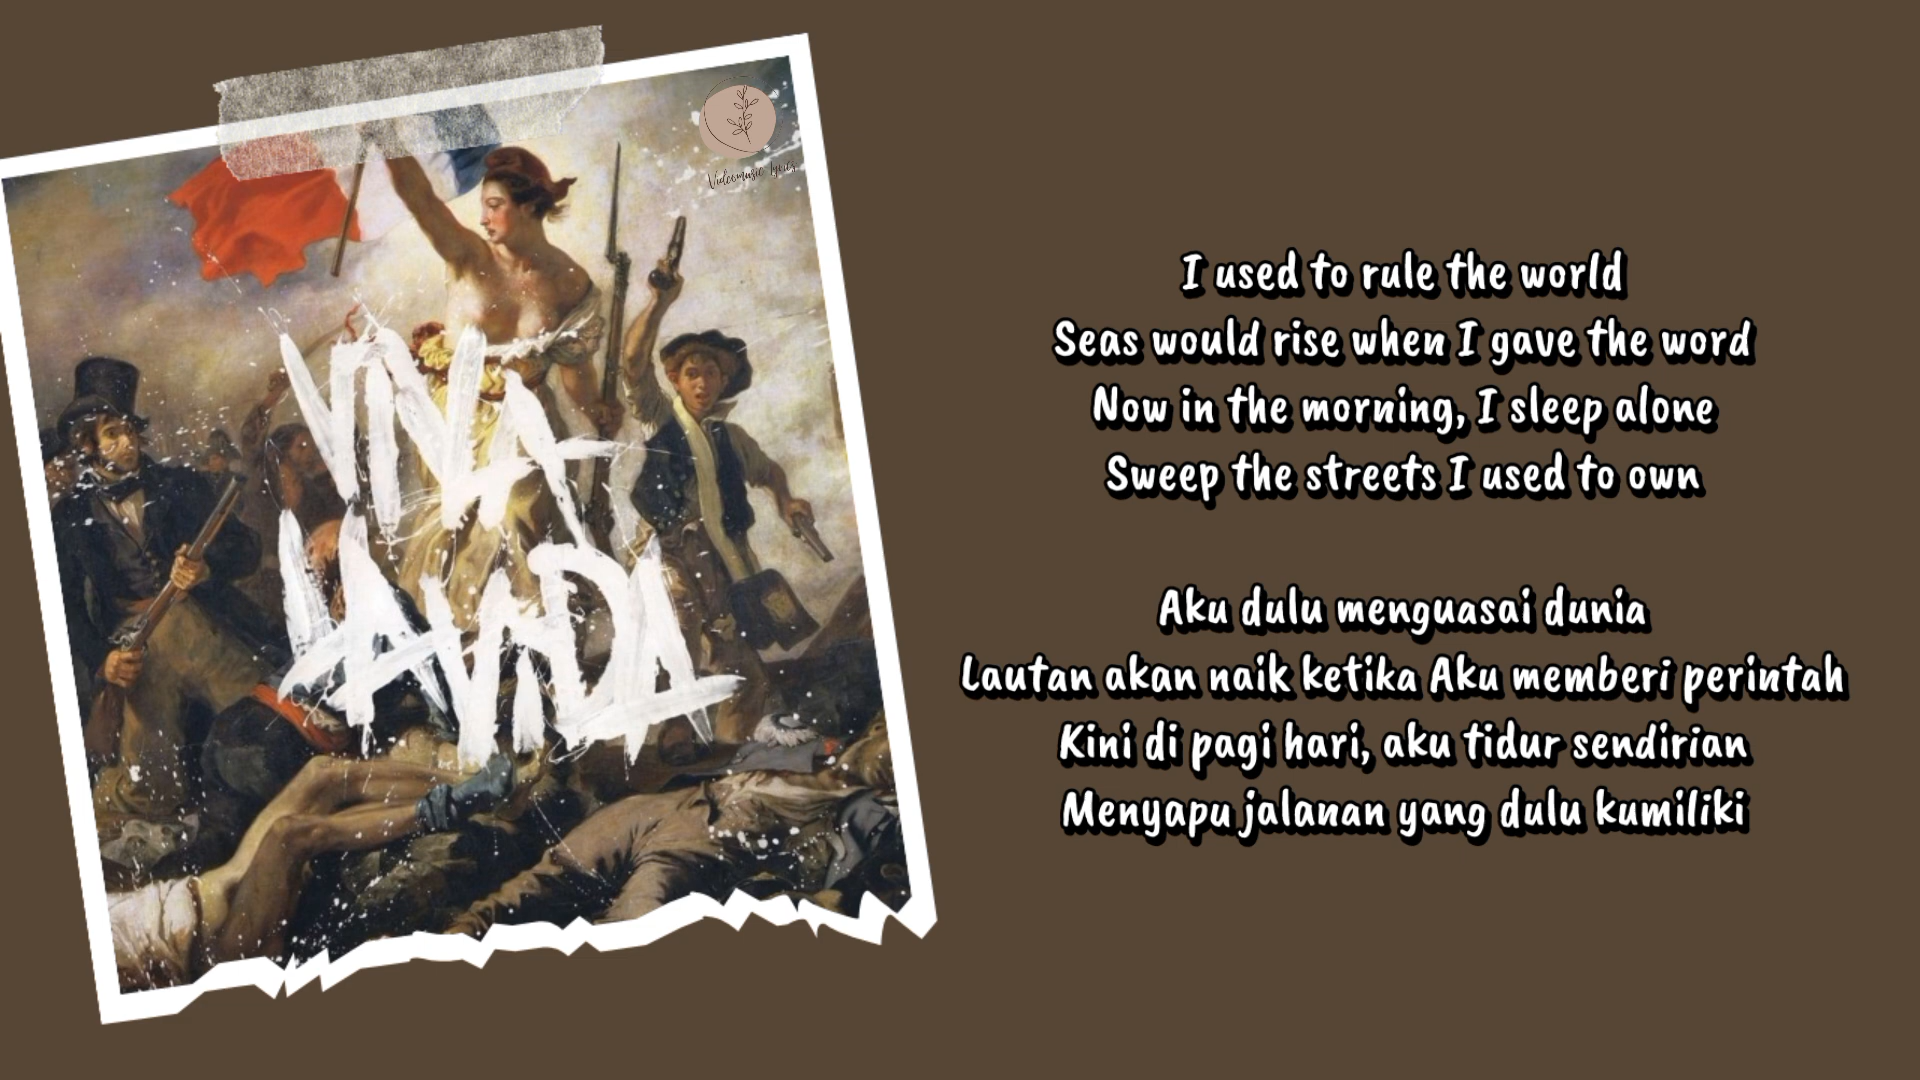 Videomusic Lyrics
VIVA
LA VIDA
I used to rule the world
Seas would rise when I gave the word
Now in the morning, I sleep alone
Sweep the streets I used to own
Aku dulu menguasai dunia
Lautan akan naik ketika Aku memberi perintah
Kini di pagi hari, aku tidur sendirian
Menyapu jalanan yang dulu kumiliki